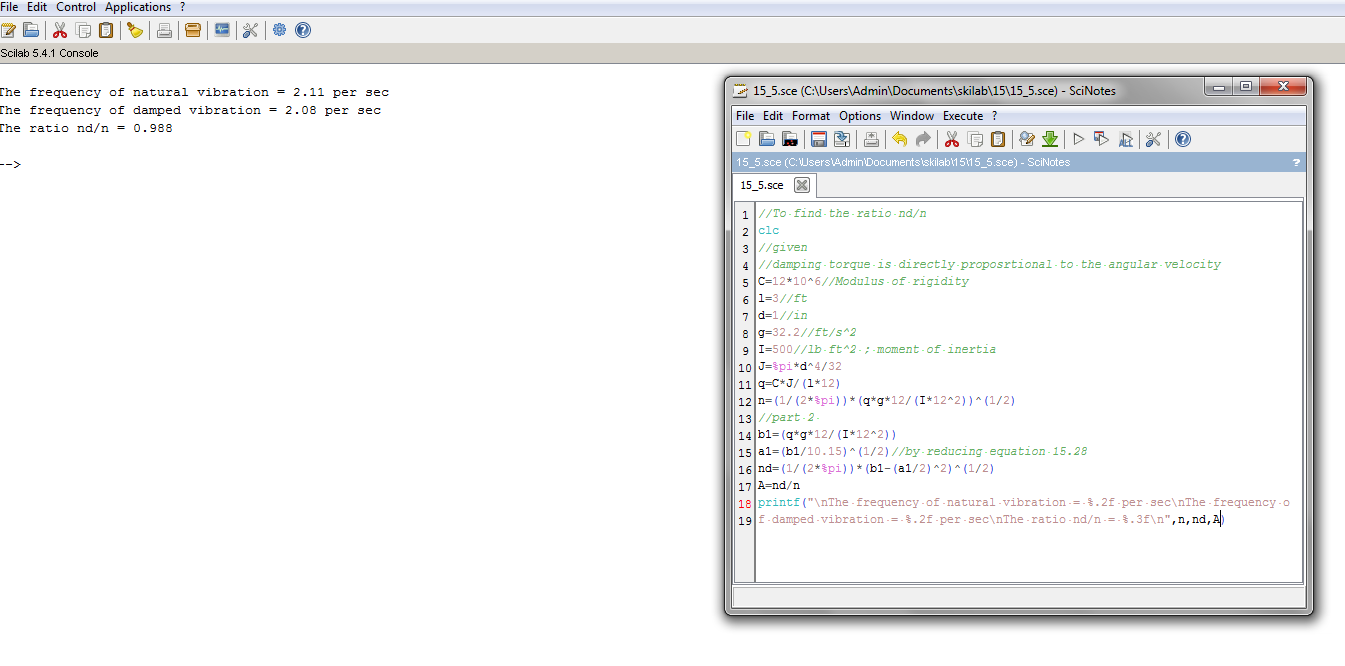 File Edit Control Applications ?
Scilab 5.4.1 Console
The frequency of natural vibration = 2.11 per sec
The frequency of damped vibration = 2.08 per sec
The ratio nd/n = 0.988
-->
15_5.sce (C:\Users\Admin\Documents\skilab\15\15_5.sce) - SciNotes
File Edit Format Options Window Execute ?
15_5.sce (C:\Users\Admin\Documents\skilab\15\15_5.sce) - SciNotes ?
15_5.sce
1 //To find the ratio nd/n
2 clc
3 //given
4 //damping torque is directly proposrtional to the angular velocity
5 C=12*10^6//Modulus of rigidity
6 l=3//ft
7 d=1//in
8 g=32.2//ft/s^2
9 I=500//lb ft^2 ; moment of inertia
10 J=%pi*d^4/32
11 q=C*J/(l*12)
12 n=(1/(2*%pi))*(q*g*12/(I*12^2))^(1/2)
13 //part 2
14 b1=(q*g*12/(I*12^2))
15 a1=(b1/10.15)^(1/2)//by reducing equation 15.28
16 nd=(1/(2*%pi))*(b1-(a1/2)^2)^(1/2)
17 A=nd/n
18 printf("\nThe frequency of natural vibration = %.2f per sec\nThe frequency o
19 f damped vibration = %.2f per sec\nThe ratio nd/n = %.3f\n",n,nd,A)